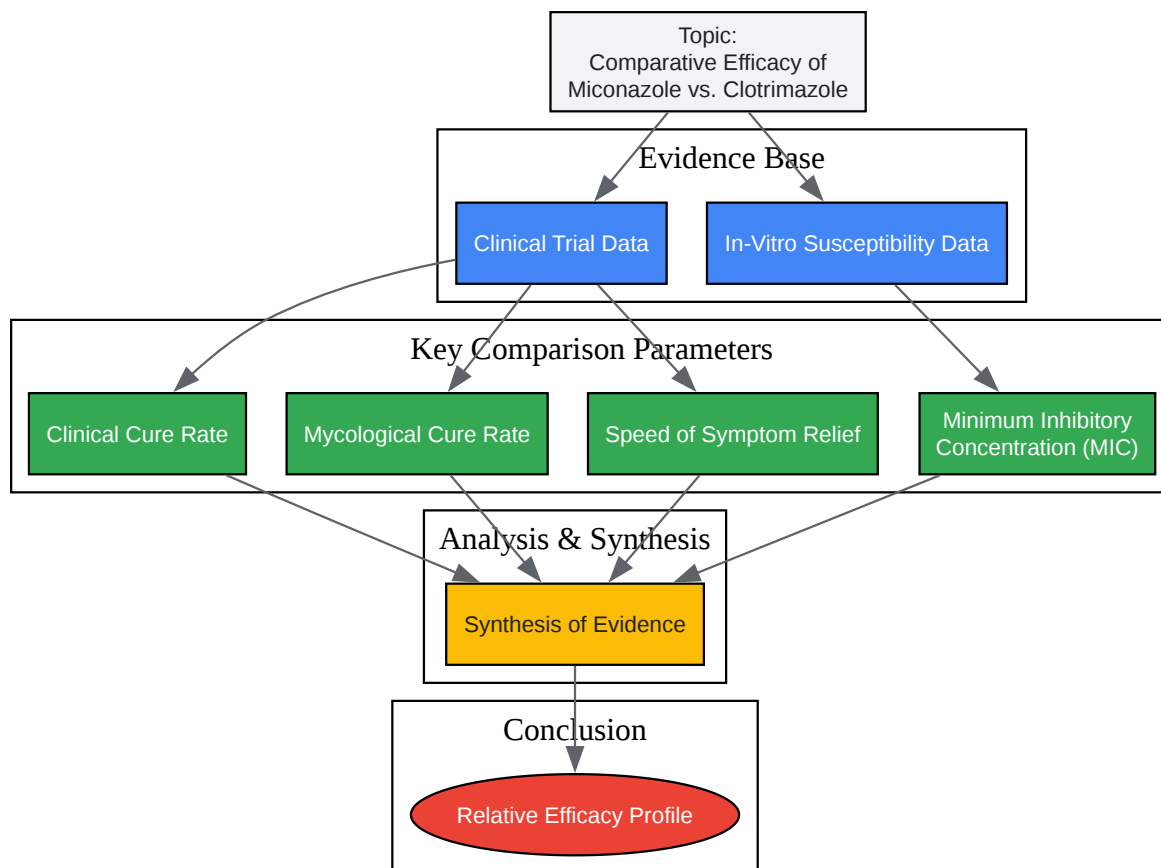 Topic:
Comparative Efficacy of
Miconazole vs. Clotrimazole
Evidence Base
Clinical Trial Data
In-Vitro Susceptibility Data
Key Comparison Parameters
Clinical Cure Rate
Mycological Cure Rate
Speed of Symptom Relief
Minimum Inhibitory
Concentration (MIC)
Analysis & Synthesis
Synthesis of Evidence
Conclusion
Relative Efficacy Profile